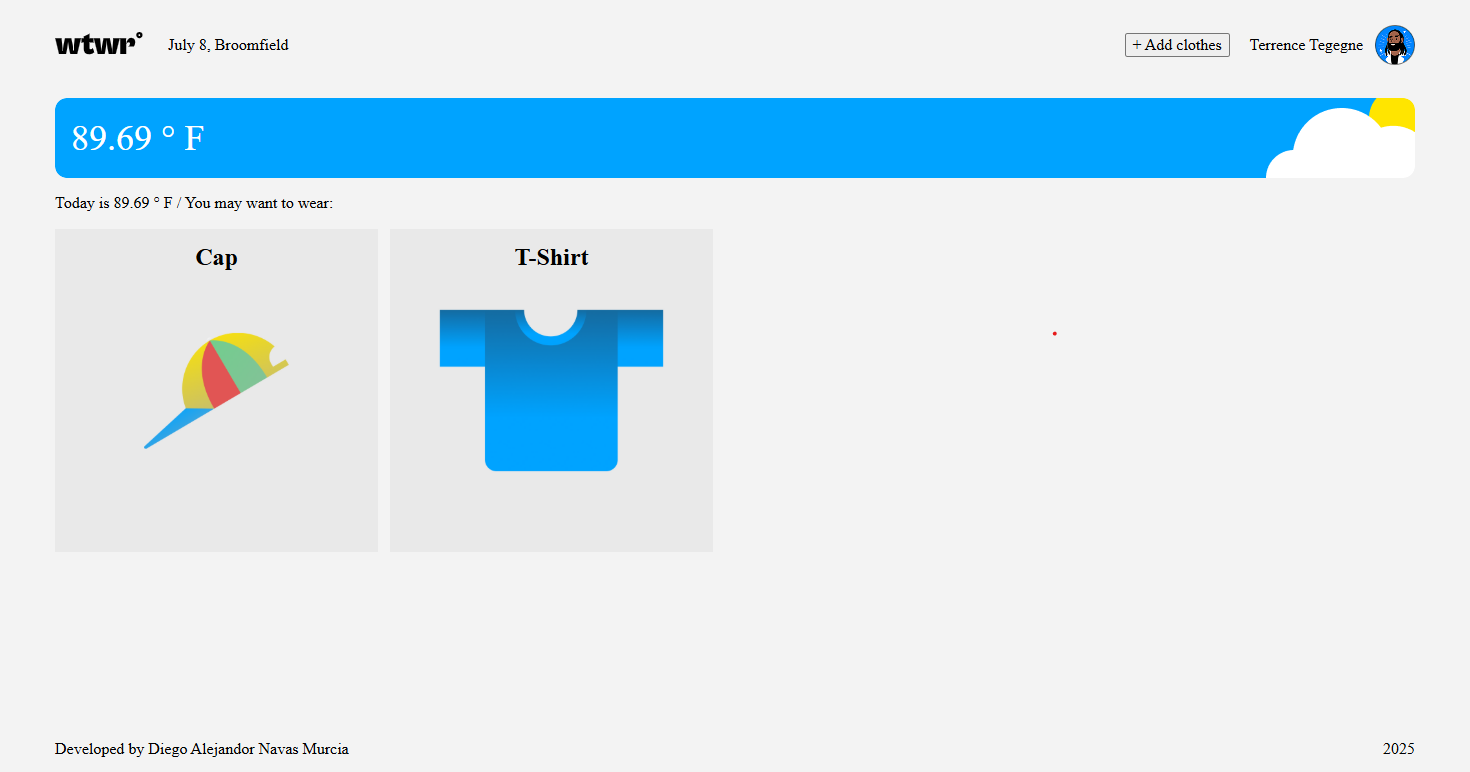 wtwr°
July 8, Broomfield
+ Add clothes
Terrence Tegegne
89.69 ° F
Today is 89.69 ° F / You may want to wear:
Cap
T-Shirt
Developed by Diego Alejandor Navas Murcia
2025